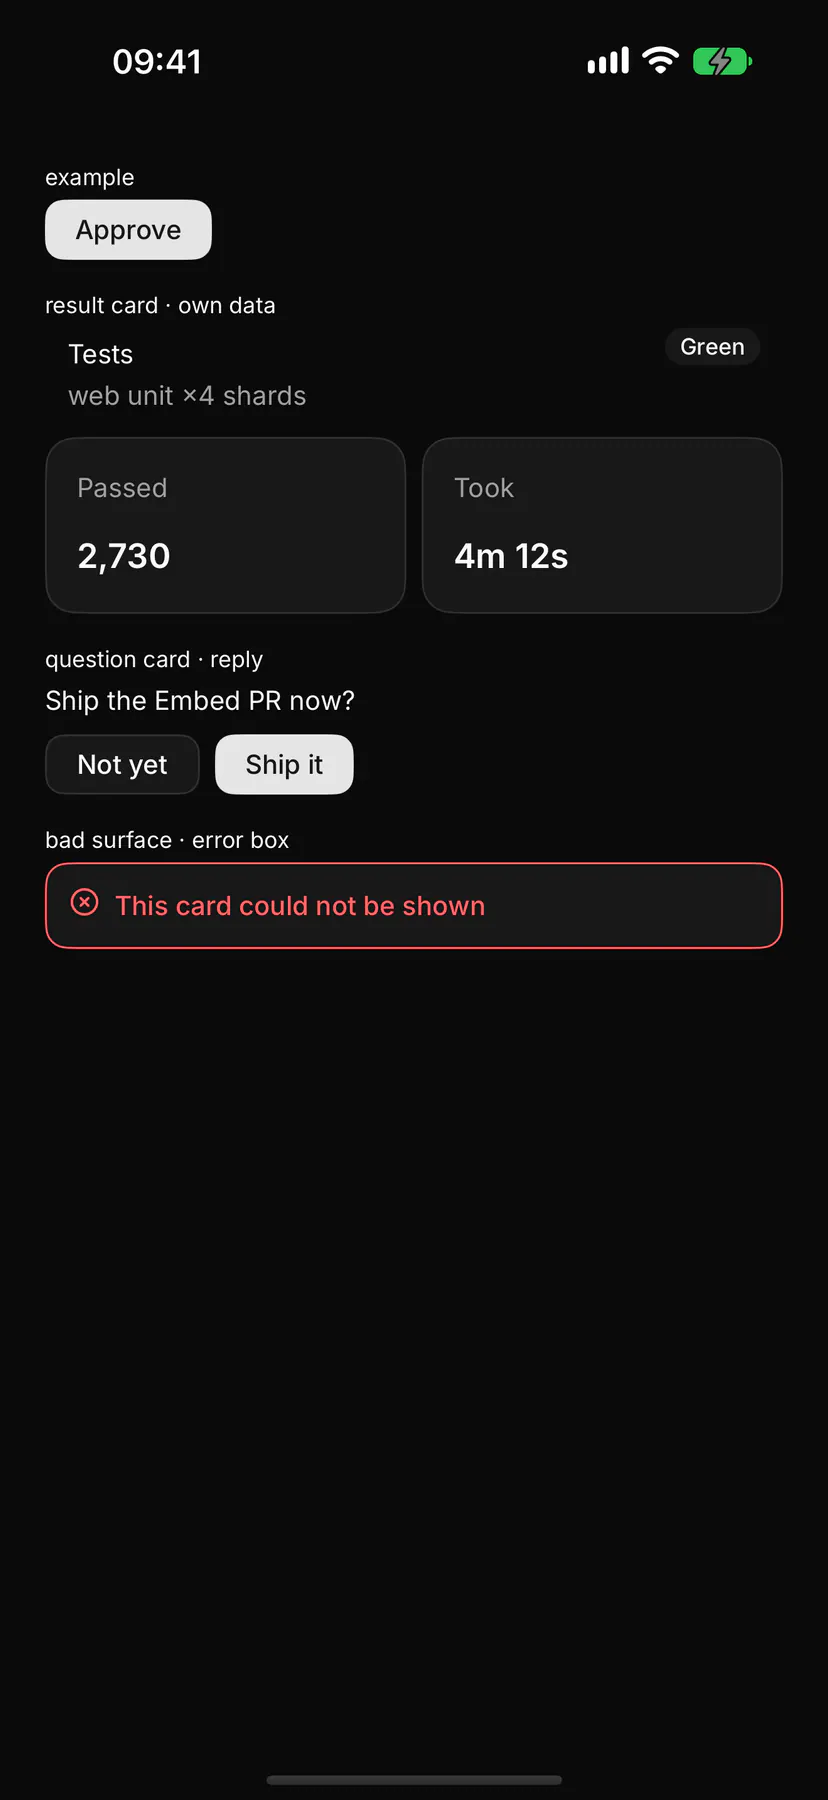 09:41
example
Approve
result card · own data
Tests
Green
web unit ×4 shards
Passed
Took
2,730
4m 12s
question card · reply
Ship the Embed PR now?
Not yet
Ship it
bad surface · error box
This card could not be shown